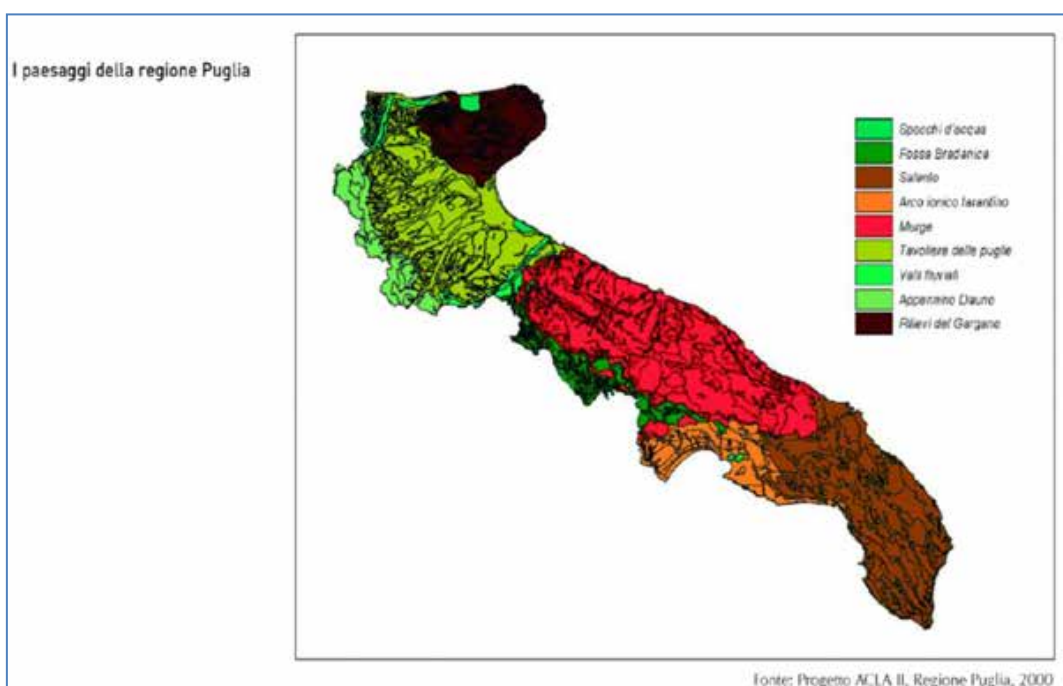 I paesaggi della regione Puglia
Specchi d'acqua
Fossa Bradanica
Salento
Arco ionico tarantino
Murge
Tavoliere delle puglie
Valli fluviali
Appennino Dauno
Rilievi del Gargano
Fonte: Progetto ACLA II, Regione Puglia, 2000